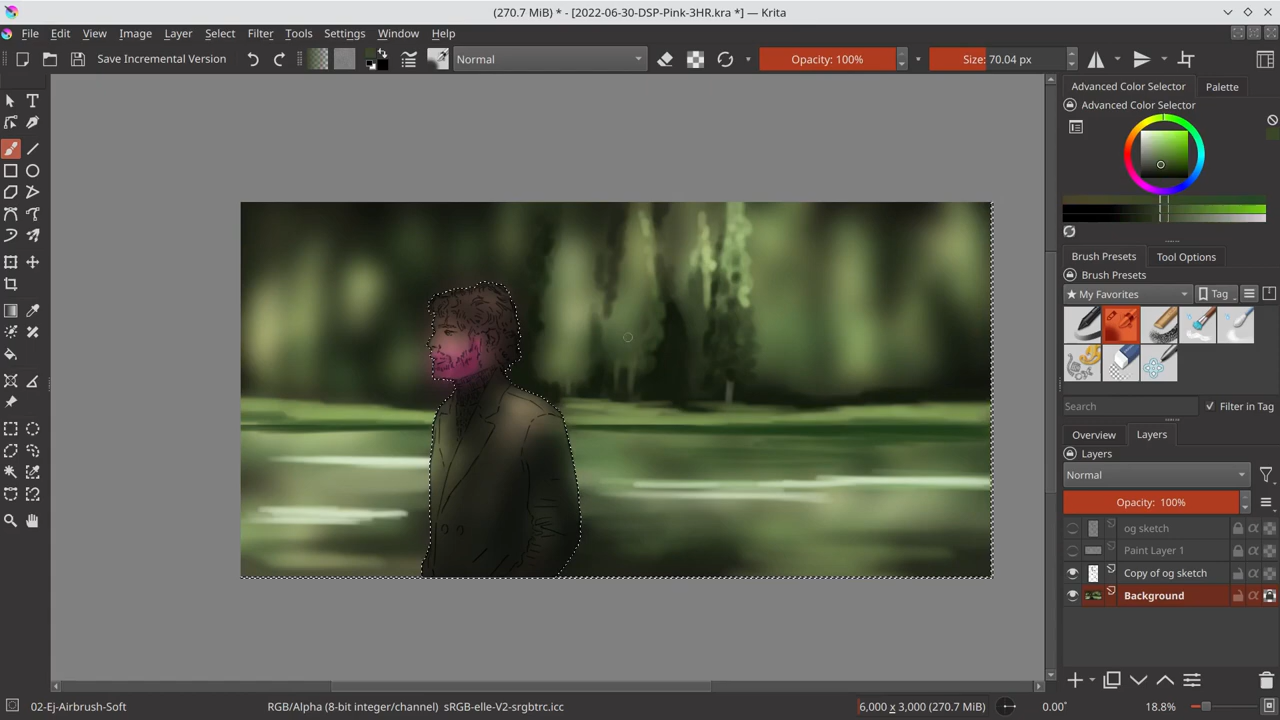 (270.7 MiB) * - [2022-06-30-DSP-Pink-3HR.kra *] — Krita
File Edit View Image Layer Select Filter Tools Settings Window Help
Save Incremental Version
Normal
Opacity: 100%
Size: 70.04 px
Advanced Color Selector
Palette
Advanced Color Selector
Brush Presets
Tool Options
Brush Presets
★ My Favorites
Tag
Search
Filter in Tag
Overview
Layers
Layers
Normal
Opacity: 100%
og sketch
Paint Layer 1
Copy of og sketch
Background
02-Ej-Airbrush-Soft
RGB/Alpha (8-bit integer/channel) sRGB-elle-V2-srgbtrc.icc
6,000 x 3,000 (270.7 MiB)
0.00°
18.8%